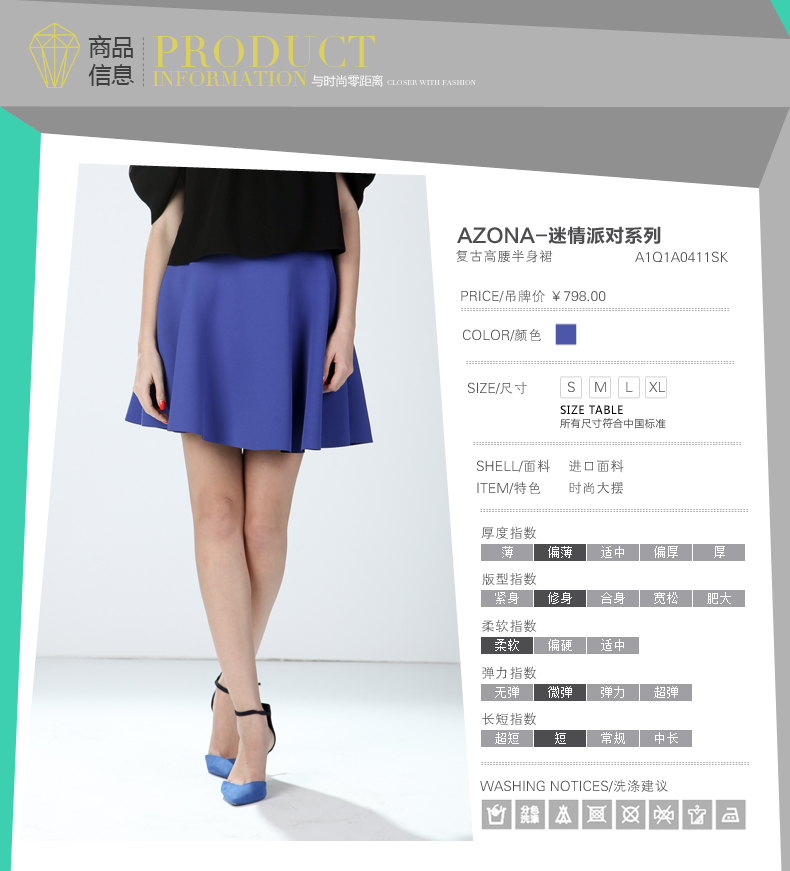 商品
信息
PRODUCT
INFORMATION 与时尚零距离 CLOSER WITH FASHION
AZONA-迷情派对系列
复古高腰半身裙 A1Q1A0411SK
PRICE/吊牌价 ¥798.00
COLOR/颜色
SIZE/尺寸 S M L XL
SIZE TABLE
所有尺寸符合中国标准
SHELL/面料 进口面料
ITEM/特色 时尚大摆
厚度指数
薄 偏薄 适中 偏厚 厚
版型指数
紧身 修身 合身 宽松 肥大
柔软指数
柔软 偏硬 适中
弹力指数
无弹 微弹 弹力 超弹
长短指数
超短 短 常规 中长
WASHING NOTICES/洗涤建议
分色
洗涤